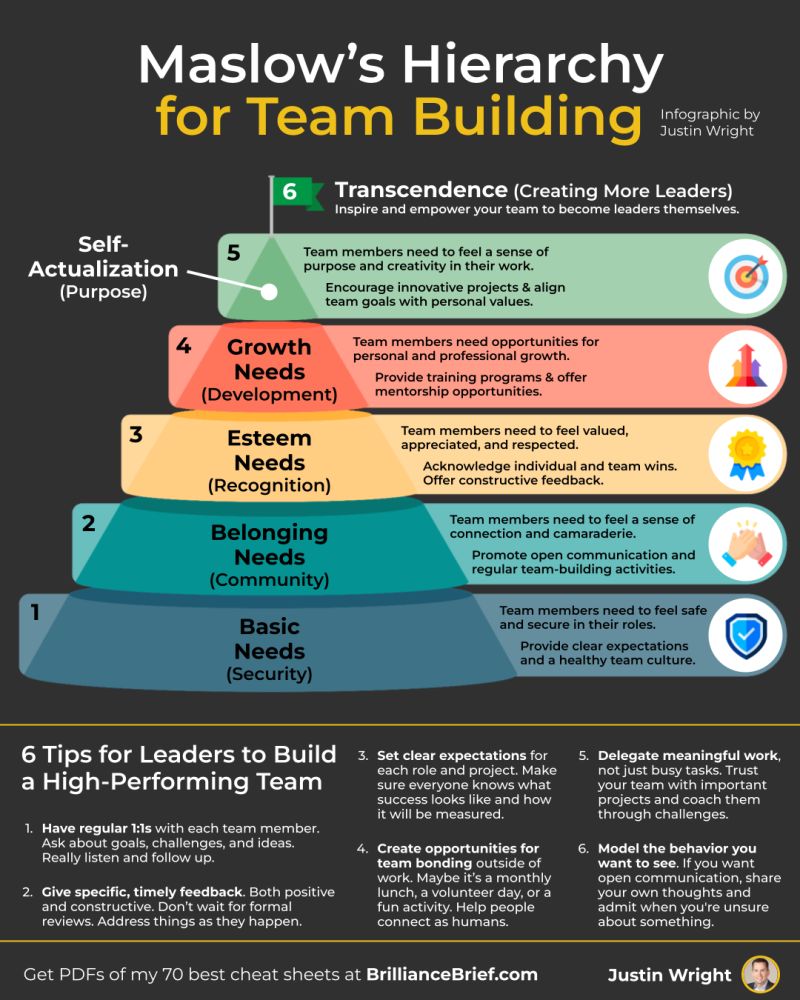 Maslow's Hierarchy
for Team Building
Infographic by
Justin Wright
6
Transcendence (Creating More Leaders)
Inspire and empower your team to become leaders themselves.
Self-
Actualization
(Purpose)
5
Team members need to feel a sense of
purpose and creativity in their work.
Encourage innovative projects & align
team goals with personal values.
4
Growth
Needs
(Development)
Team members need opportunities for
personal and professional growth.
Provide training programs & offer
mentorship opportunities.
3
Esteem
Needs
(Recognition)
Team members need to feel valued,
appreciated, and respected.
Acknowledge individual and team wins.
Offer constructive feedback.
2
Belonging
Needs
(Community)
Team members need to feel a sense of
connection and camaraderie.
Promote open communication and
regular team-building activities.
1
Basic
Needs
(Security)
Team members need to feel safe
and secure in their roles.
Provide clear expectations
and a healthy team culture.
6 Tips for Leaders to Build
a High-Performing Team
1. Have regular 1:1s with each team member.
Ask about goals, challenges, and ideas.
Really listen and follow up.
2. Give specific, timely feedback. Both positive
and constructive. Don't wait for formal
reviews. Address things as they happen.
3. Set clear expectations for
each role and project. Make
sure everyone knows what
success looks like and how
it will be measured.
4. Create opportunities for
team bonding outside of
work. Maybe it's a monthly
lunch, a volunteer day, or a
fun activity. Help people
connect as humans.
5. Delegate meaningful work,
not just busy tasks. Trust
your team with important
projects and coach them
through challenges.
6. Model the behavior you
want to see. If you want
open communication, share
your own thoughts and
admit when you're unsure
about something.
Get PDFs of my 70 best cheat sheets at BrillianceBrief.com
Justin Wright